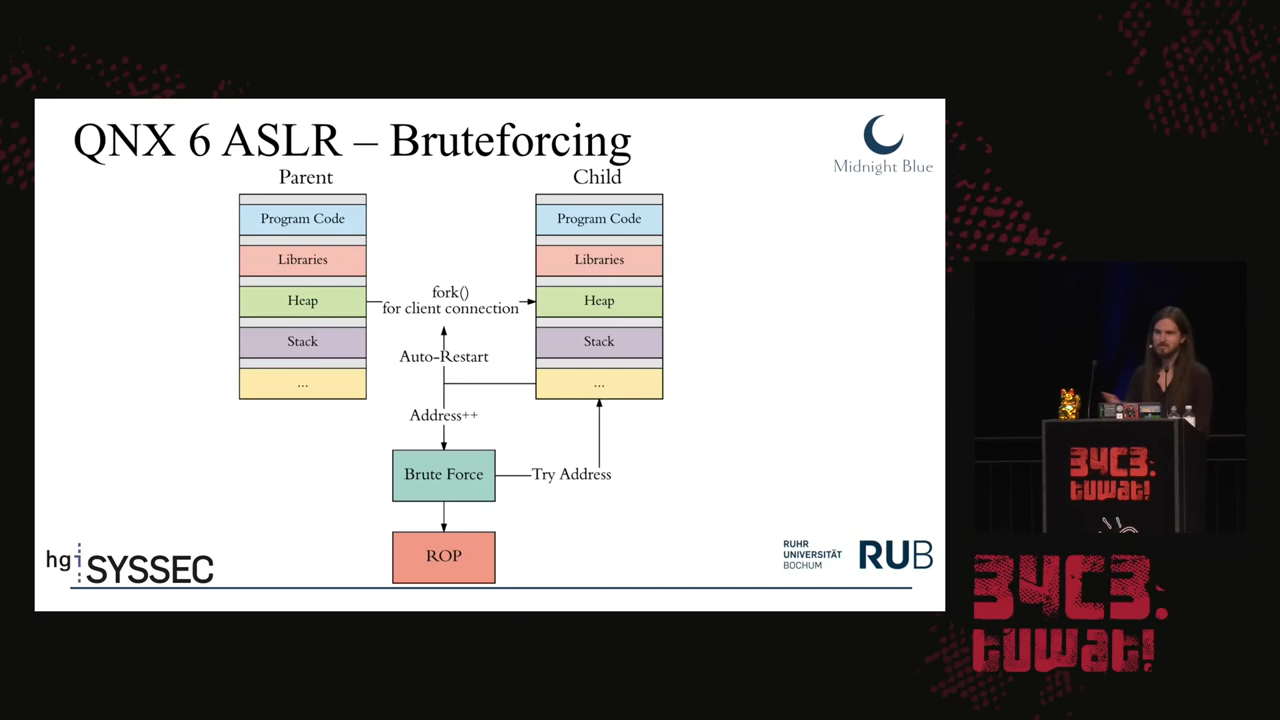 QNX 6 ASLR – Bruteforcing
Midnight Blue
Parent
Child
Program Code
Program Code
Libraries
Libraries
Heap
fork()
for client connection
Heap
Stack
Stack
Auto-Restart
...
...
Address++
Brute Force
Try Address
ROP
hgi SYSSEC
RUHR
UNIVERSITÄT
BOCHUM
RUB
34C3.
tuwat!
34C3.
tuwat!